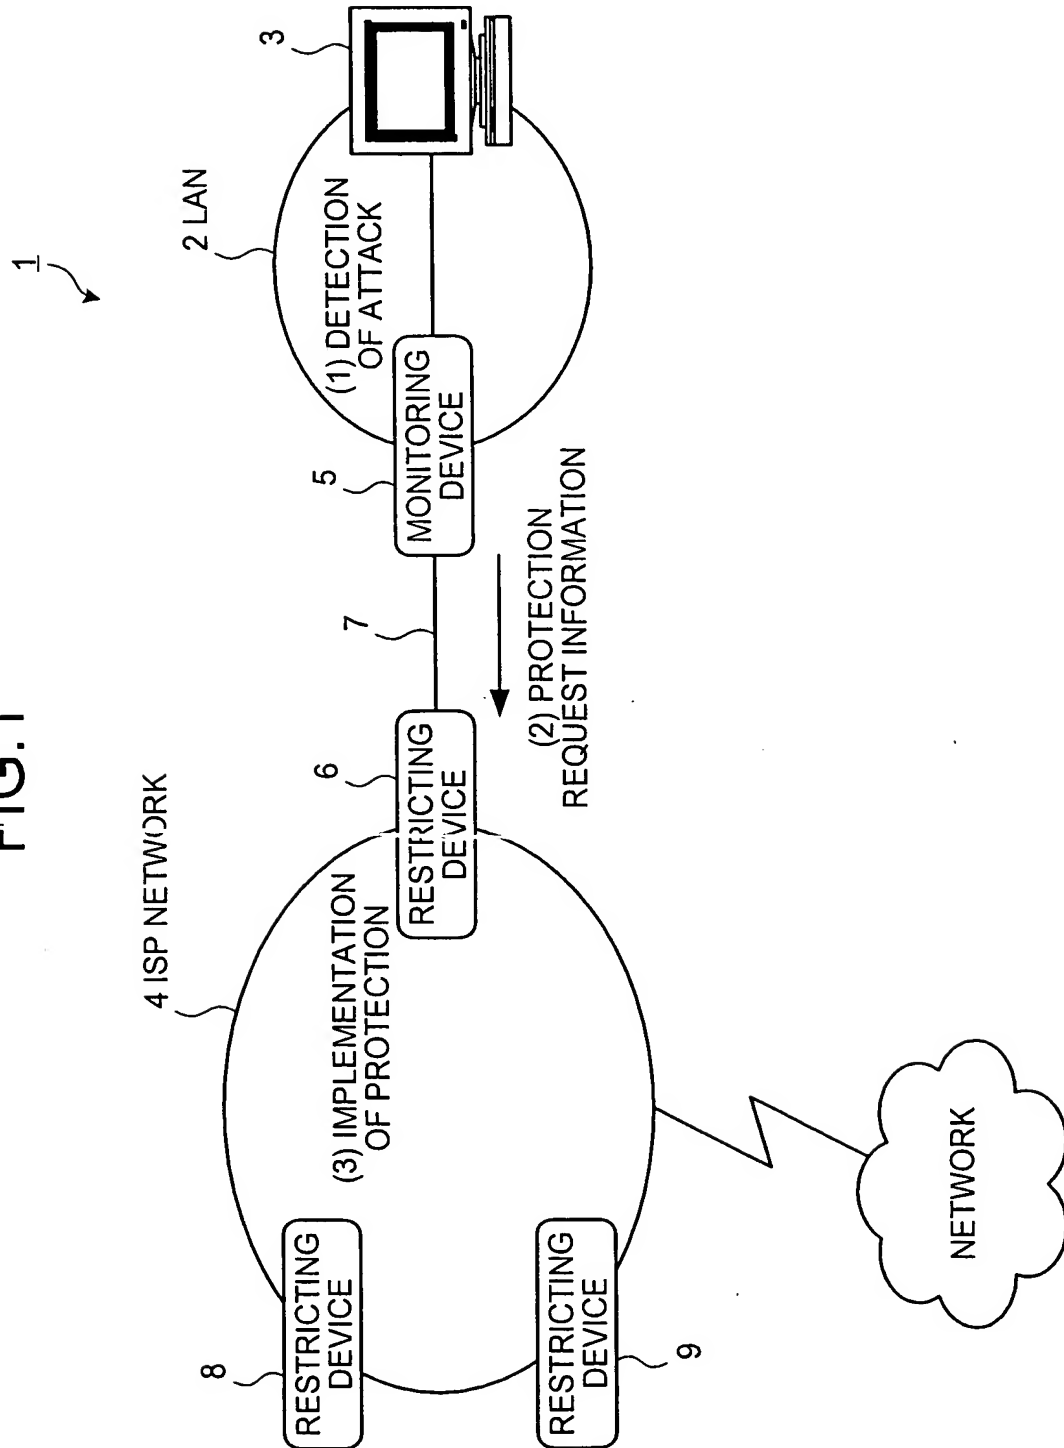 FIG.1
1
4 ISP NETWORK
2 LAN
3
(3) IMPLEMENTATION
OF PROTECTION
(1) DETECTION
OF ATTACK
8
RESTRICTING
DEVICE
6
RESTRICTING
DEVICE
7
5
MONITORING
DEVICE
(2) PROTECTION
REQUEST INFORMATION
RESTRICTING
DEVICE
9
NETWORK